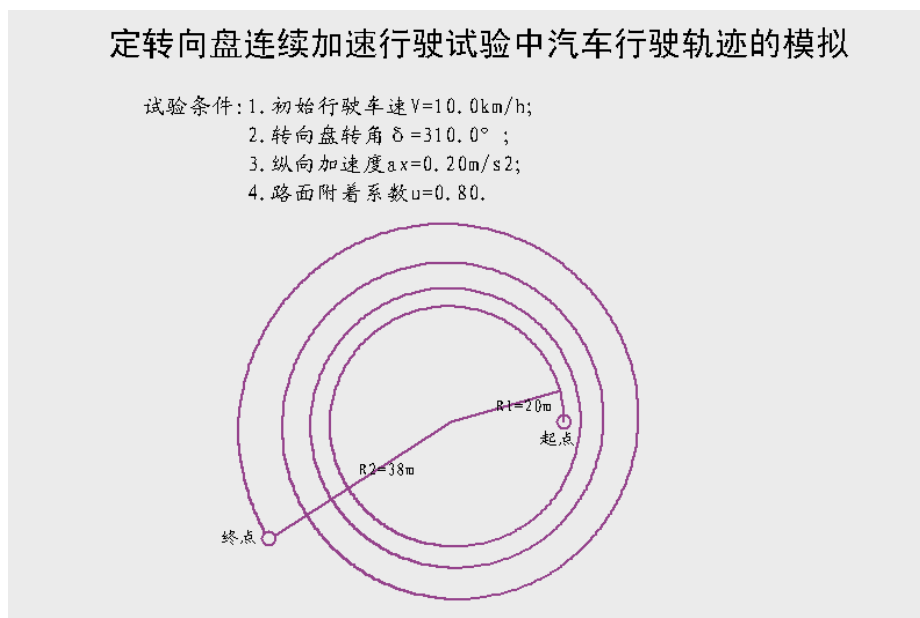 定转向盘连续加速行驶试验中汽车行驶轨迹的模拟
试验条件:1.初始行驶车速V=10.0km/h;
2.转向盘转角δ=310.0°;
3.纵向加速度ax=0.20m/s2;
4.路面附着系数u=0.80.
R1=20m
起点
R2=38m
终点